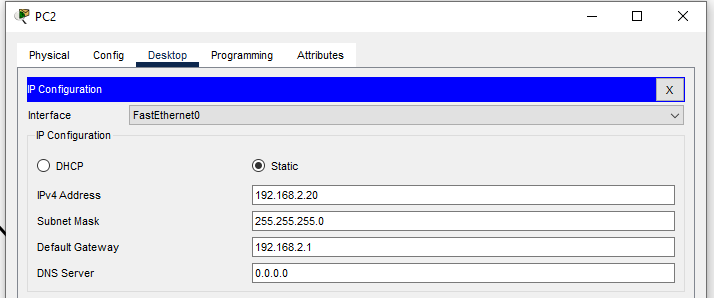 PC2
Physical Config Desktop Programming Attributes
IP Configuration X
Interface FastEthernet0
IP Configuration
DHCP Static
IPv4 Address 192.168.2.20
Subnet Mask 255.255.255.0
Default Gateway 192.168.2.1
DNS Server 0.0.0.0